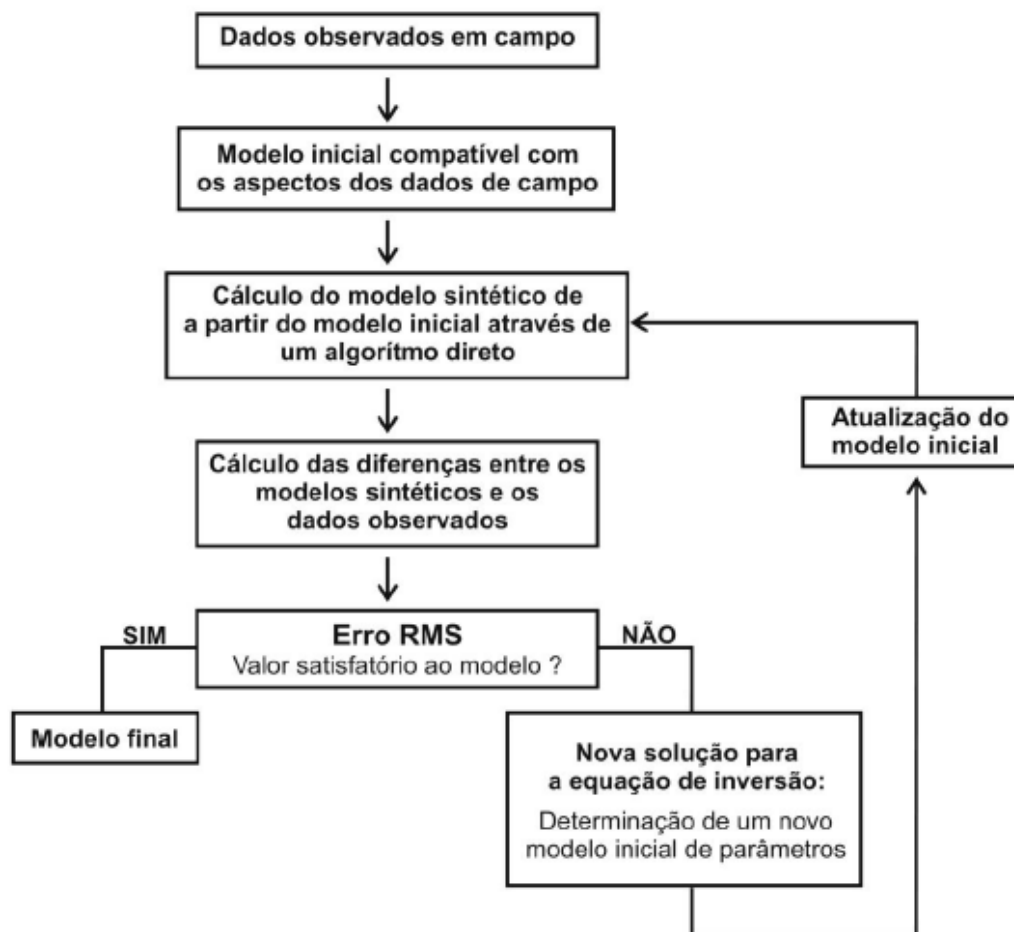 Dados observados em campo
Modelo inicial compatível com
os aspectos dos dados de campo
Cálculo do modelo sintético de
a partir do modelo inicial através de
um algorítmo direto
Atualização do
modelo inicial
Cálculo das diferenças entre os
modelos sintéticos e os
dados observados
SIM
Erro RMS
Valor satisfatório ao modelo ?
NÃO
Modelo final
Nova solução para
a equação de inversão:
Determinação de um novo
modelo inicial de parâmetros